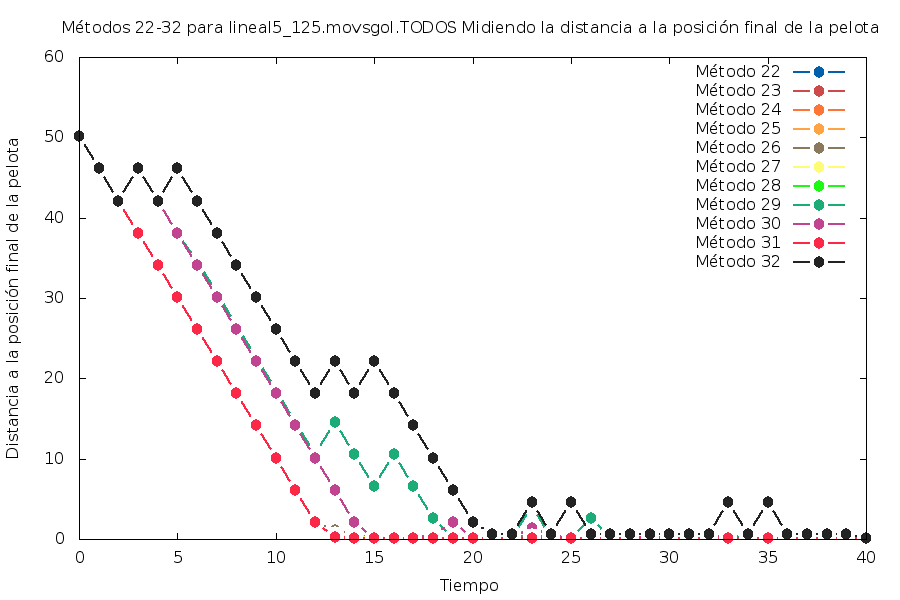 Métodos 22-32 para lineal5_125.movsgol.TODOS Midiendo la distancia a la posición final de la pelota
60
50
40
30
20
10
0
Distancia a la posición final de la pelota
Método 22
Método 23
Método 24
Método 25
Método 26
Método 27
Método 28
Método 29
Método 30
Método 31
Método 32
0 5 10 15 20 25 30 35 40
Tiempo